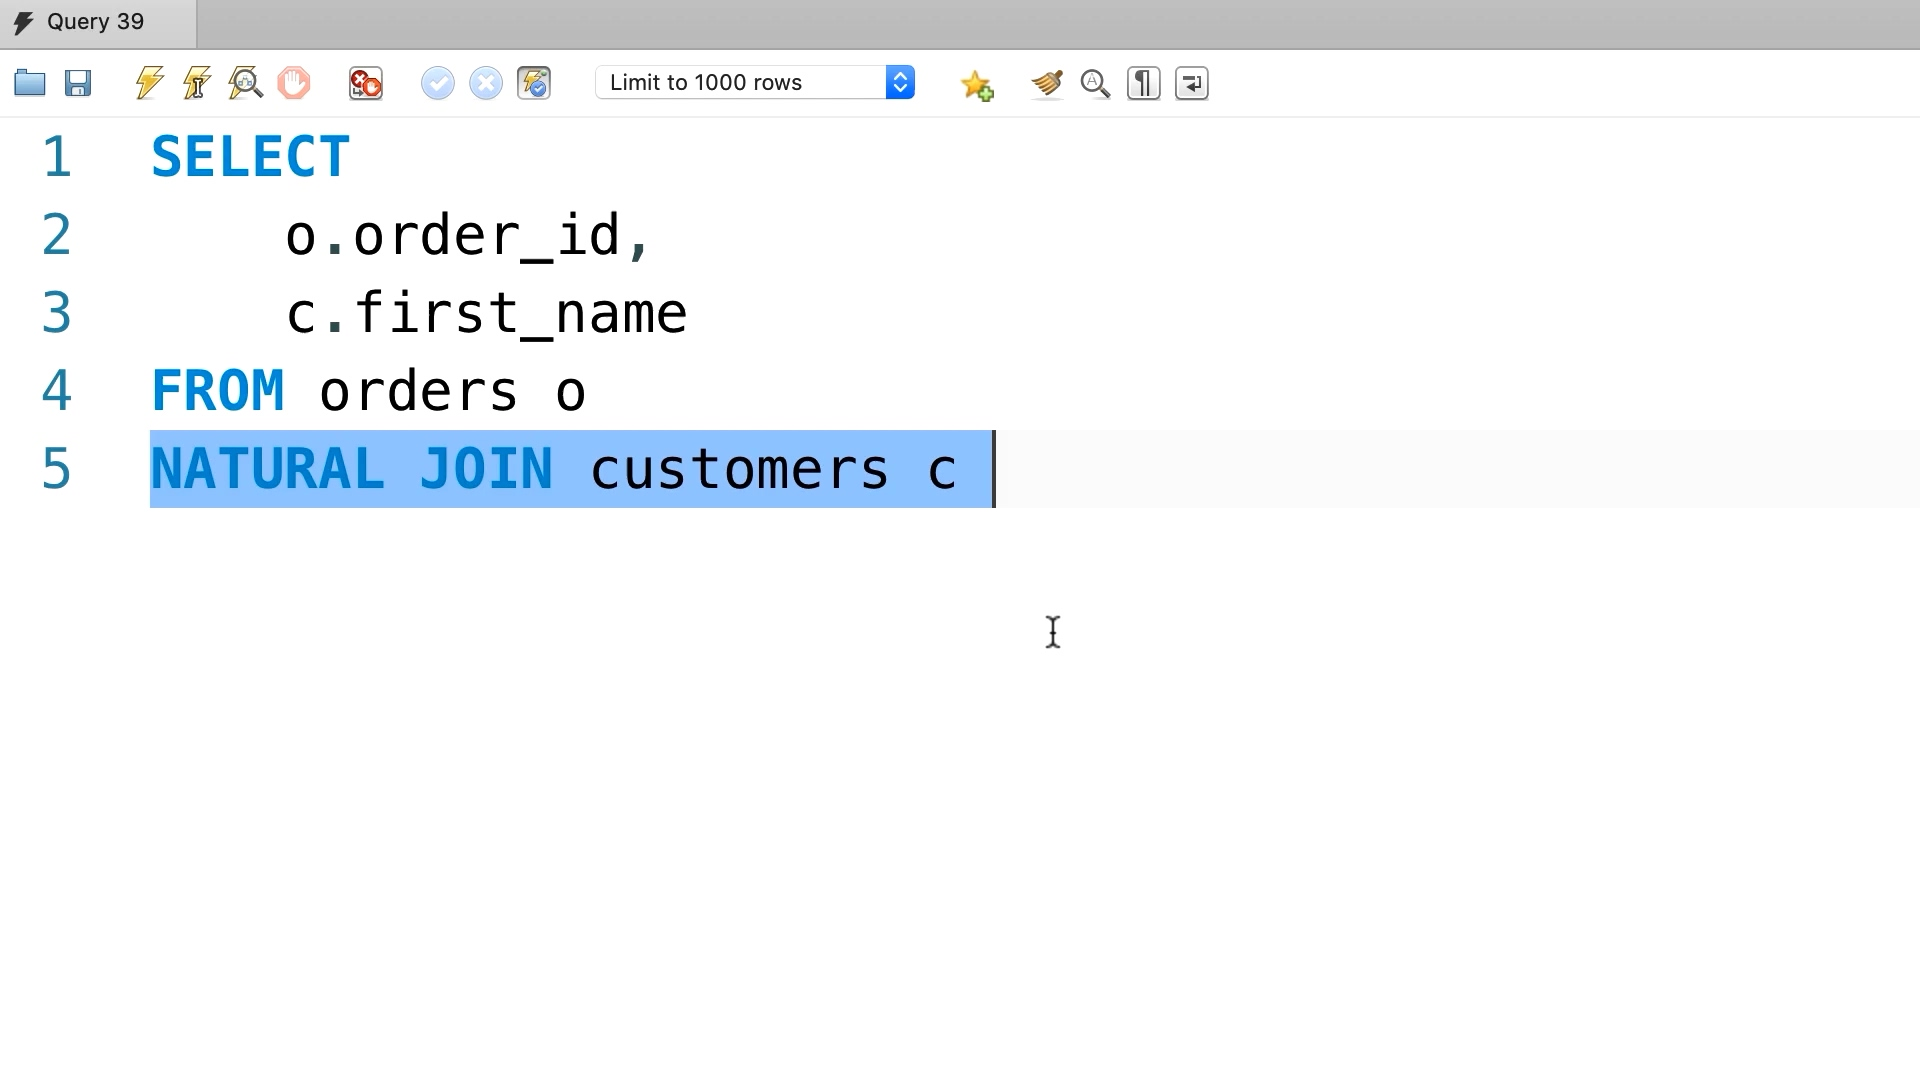 Query 39
Limit to 1000 rows
1 SELECT
2 o.order_id,
3 c.first_name
4 FROM orders o
5 NATURAL JOIN customers c